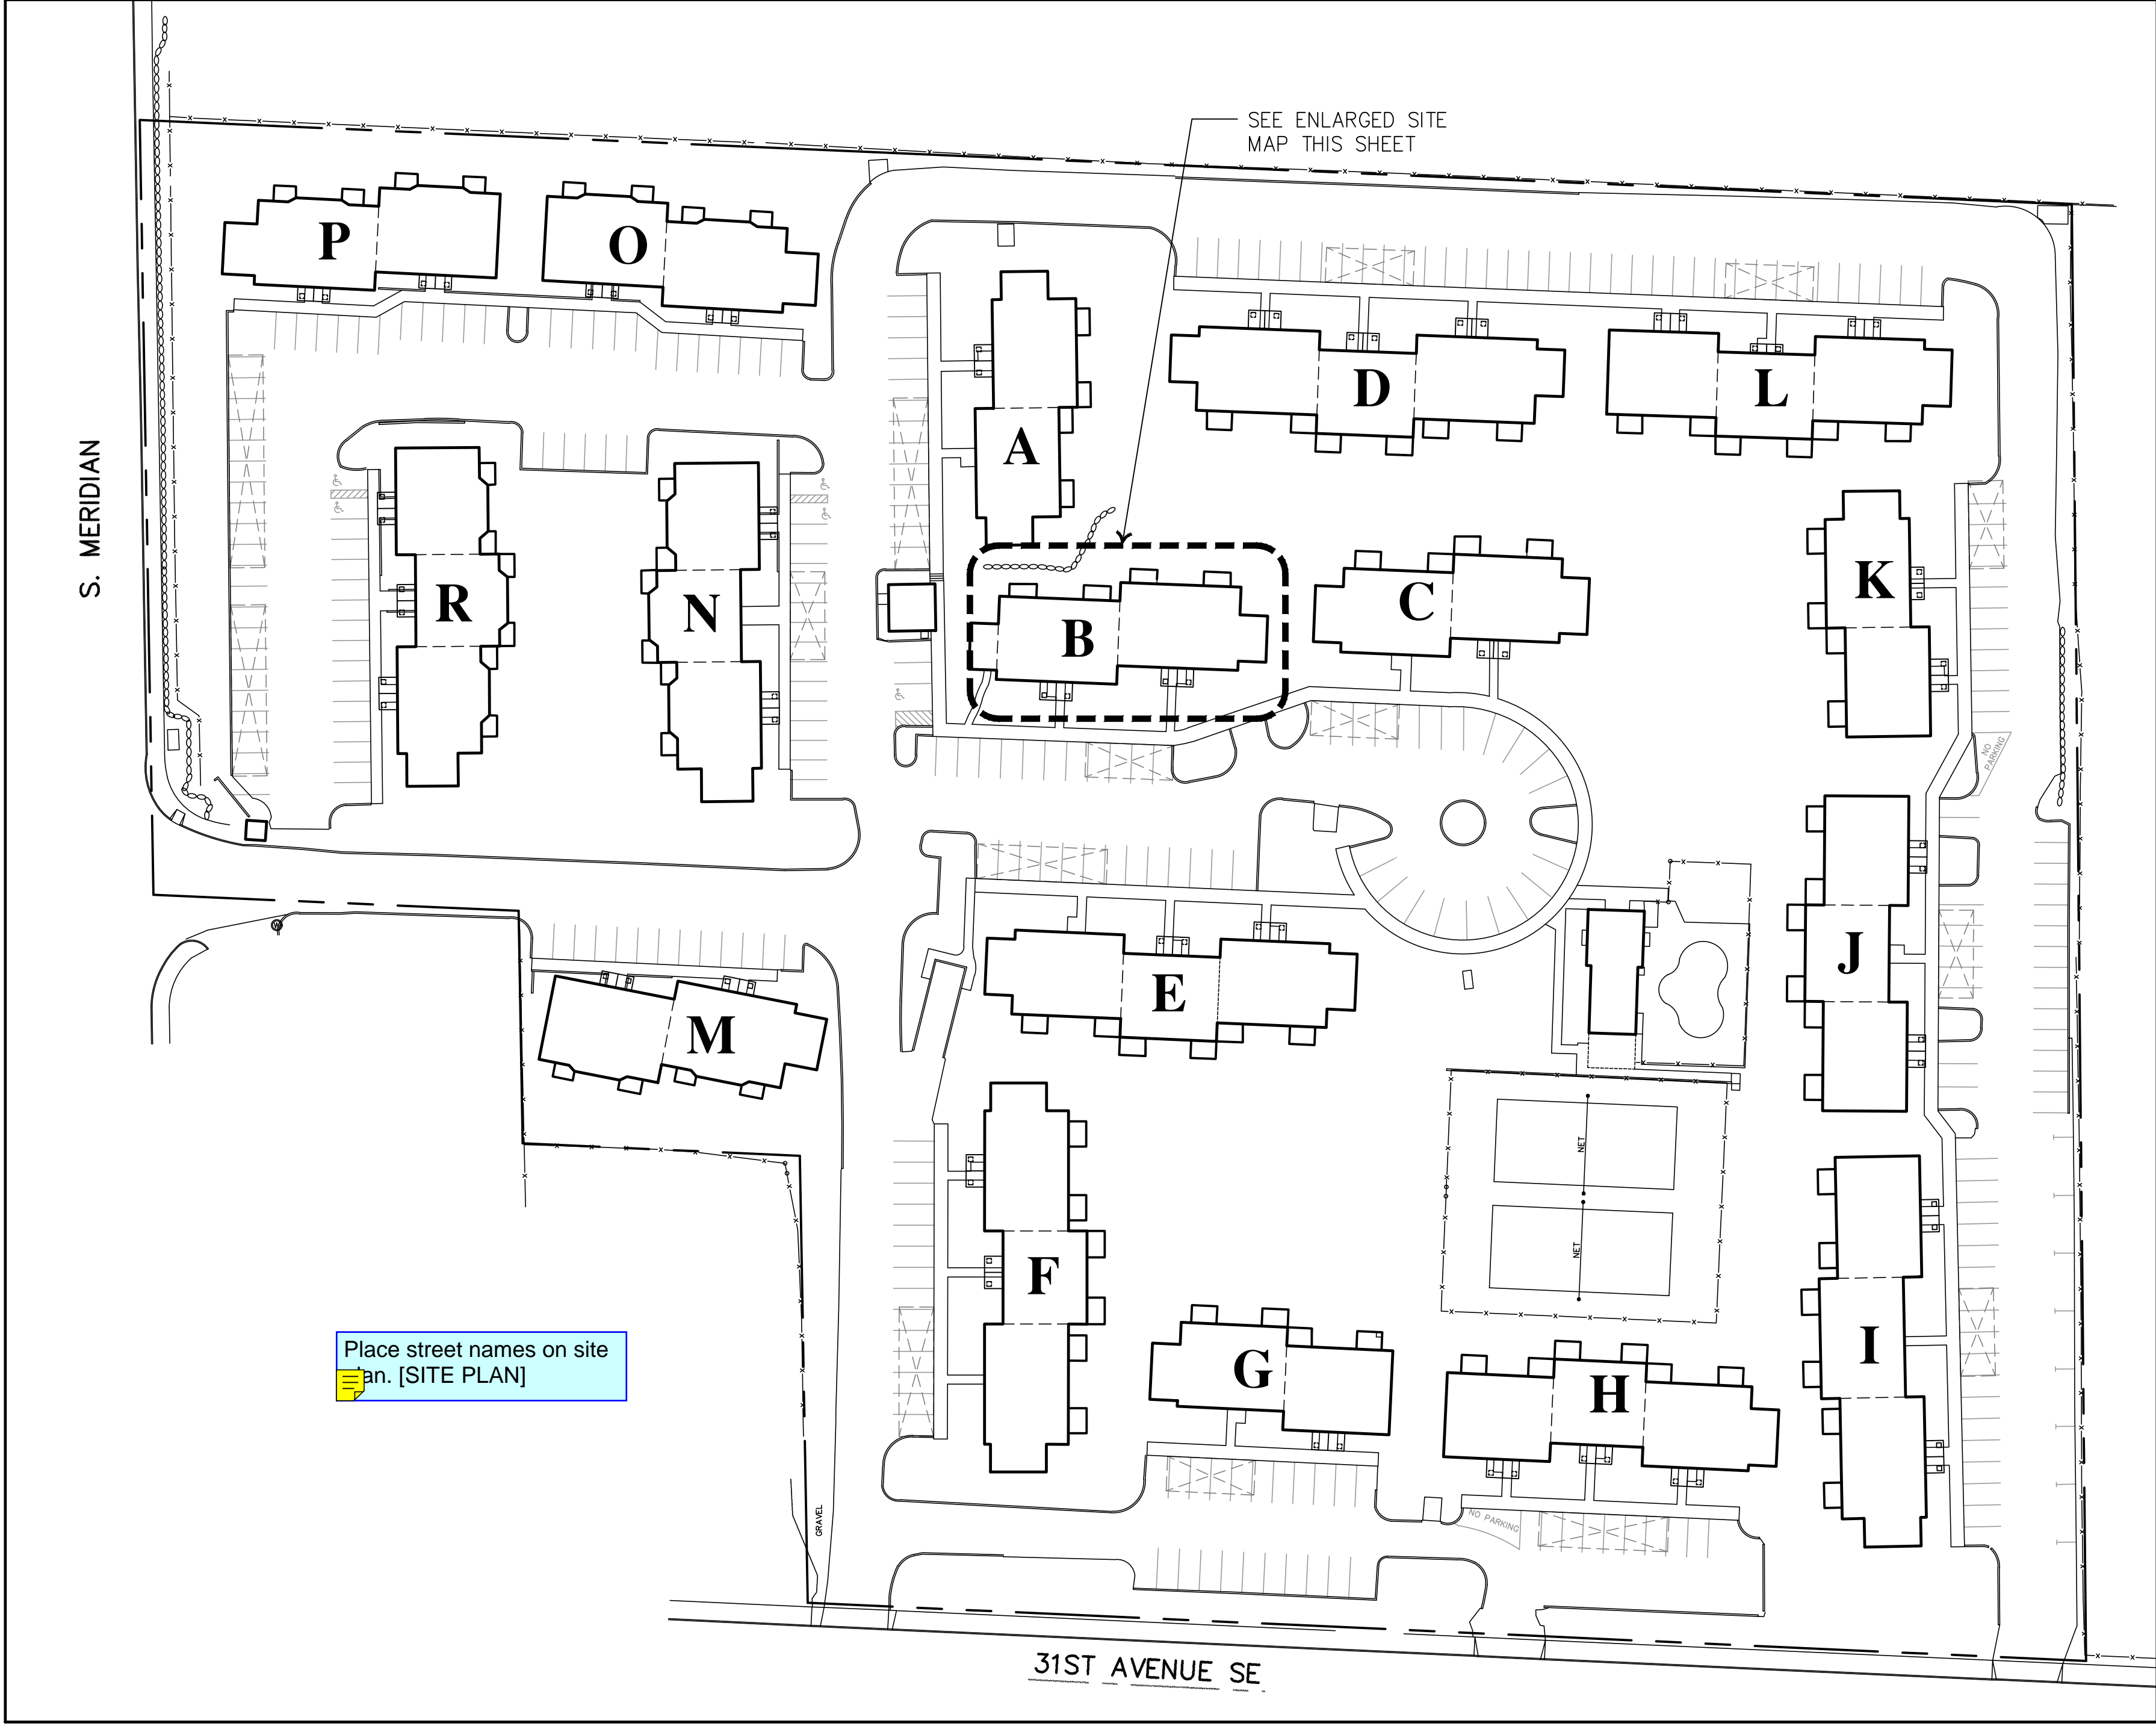 SEE ENLARGED SITE
MAP THIS SHEET
P
O
A
D
L
S. MERIDIAN
R
N
B
C
K
NO
PARKING
E
J
M
W
NET
NET
F
G
H
I
Place street names on site
an. [SITE PLAN]
GRAVEL
NO PARKING
31ST AVENUE SE